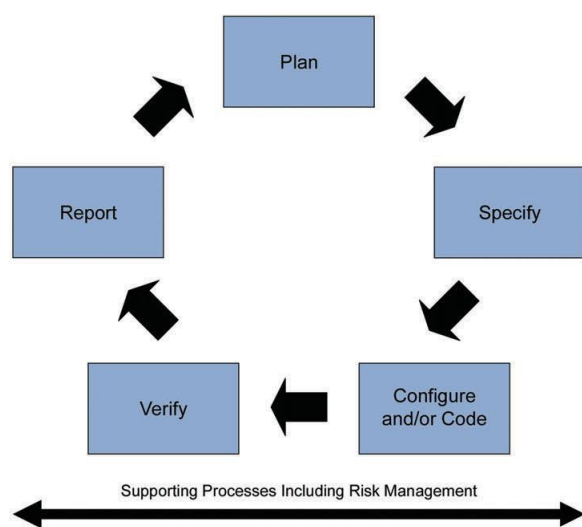 Plan
Specify
Configure
and/or Code
Verify
Report
Supporting Processes Including Risk Management